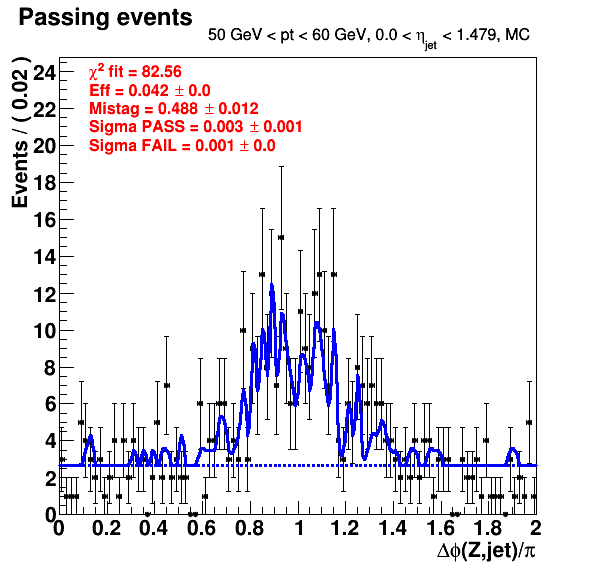 Passing events
50 GeV < pt < 60 GeV, 0.0 < η_jet < 1.479, MC
χ² fit = 82.56
Eff = 0.042 ± 0.0
Mistag = 0.488 ± 0.012
Sigma PASS = 0.003 ± 0.001
Sigma FAIL = 0.001 ± 0.0
Events / ( 0.02 )
24
22
20
18
16
14
12
10
8
6
4
2
0
0 0.2 0.4 0.6 0.8 1 1.2 1.4 1.6 1.8 2
Δϕ(Z,jet)/π